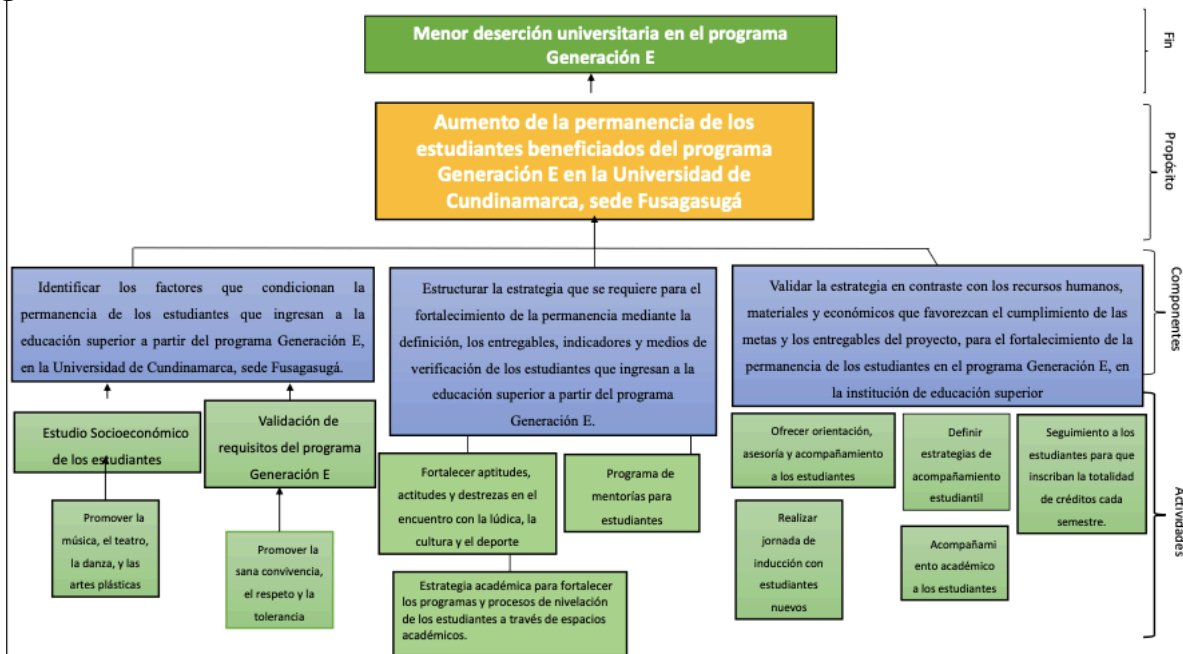 Menor deserción universitaria en el programa
Generación E
Fin
Aumento de la permanencia de los
estudiantes beneficiados del programa
Generación E en la Universidad de
Cundinamarca, sede Fusagasugá
Propósito
Identificar los factores que condicionan la
permanencia de los estudiantes que ingresan a la
educación superior a partir del programa Generación E,
en la Universidad de Cundinamarca, sede Fusagasugá.
Estructurar la estrategia que se requiere para el
fortalecimiento de la permanencia mediante la
definición, los entregables, indicadores y medios de
verificación de los estudiantes que ingresan a la
educación superior a partir del programa
Generación E.
Validar la estrategia en contraste con los recursos humanos,
materiales y económicos que favorezcan el cumplimiento de las
metas y los entregables del proyecto, para el fortalecimiento de la
permanencia de los estudiantes en el programa Generación E, en
la institución de educación superior
Componentes
Estudio Socioeconómico
de los estudiantes
Validación de
requisitos del programa
Generación E
Fortalecer aptitudes,
actitudes y destrezas en el
encuentro con la lúdica, la
cultura y el deporte
Programa de
mentorías para
estudiantes
Ofrecer orientación,
asesoría y acompañamiento
a los estudiantes
Definir
estrategias de
acompañamiento
estudiantil
Seguimiento a los
estudiantes para que
inscriban la totalidad
de créditos cada
semestre.
Promover la
música, el teatro,
la danza, y las
artes plásticas
Promover la
sana convivencia,
el respeto y la
tolerancia
Estrategia académica para fortalecer
los programas y procesos de nivelación
de los estudiantes a través de espacios
académicos.
Realizar
jornada de
inducción con
estudiantes
nuevos
Acompañami
ento académico
a los estudiantes
Actividades